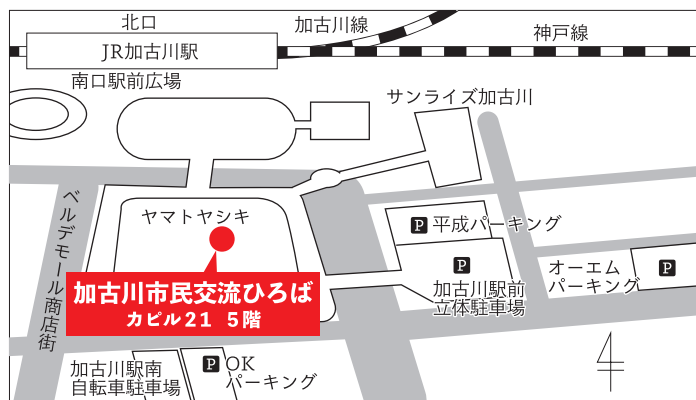 北口
加古川線
神戸線
JR加古川駅
南口駅前広場
サンライズ加古川
ベルデモール商店街
ヤマトヤシキ
P 平成パーキング
P
加古川駅前
立体駐車場
オーエム
パーキング
P
加古川市民交流ひろば
カピル21 5階
加古川駅南
自転車駐車場
P OK
パーキング